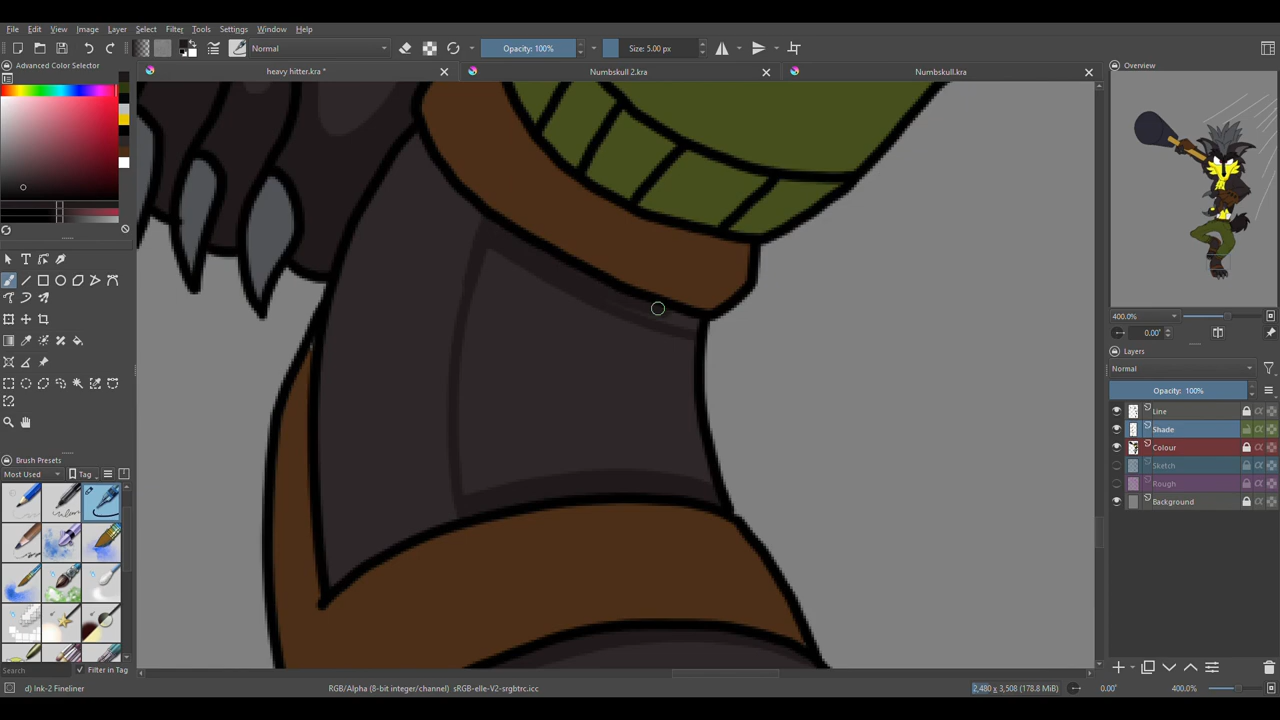 File Edit View Image Layer Select Filter Tools Settings Window Help
Normal Opacity: 100% Size: 5.00 px
Advanced Color Selector
heavy hitter.kra *
Numbskull 2.kra
Numbskull.kra
Overview
400.0%
0.00°
Layers
Normal
Opacity: 100%
Line
Shade
Colour
Sketch
Rough
Background
Brush Presets
Most Used Tag
Search Filter in Tag
d) Ink-2 Fineliner
RGB/Alpha (8-bit integer/channel) sRGB-elle-V2-srgbtrc.icc
2,480 x 3,508 (178.8 MiB) 0.00° 400.0%